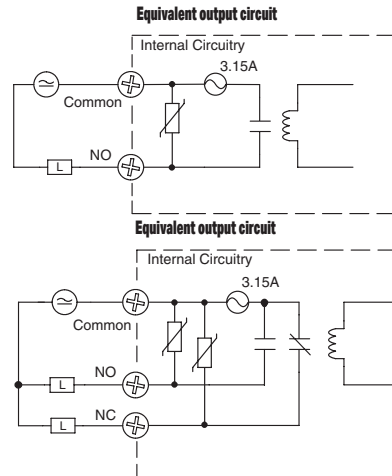 Equivalent output circuit
Internal Circuitry
3.15A
Common
NO
L
Equivalent output circuit
Internal Circuitry
3.15A
Common
NO
L
NC
L